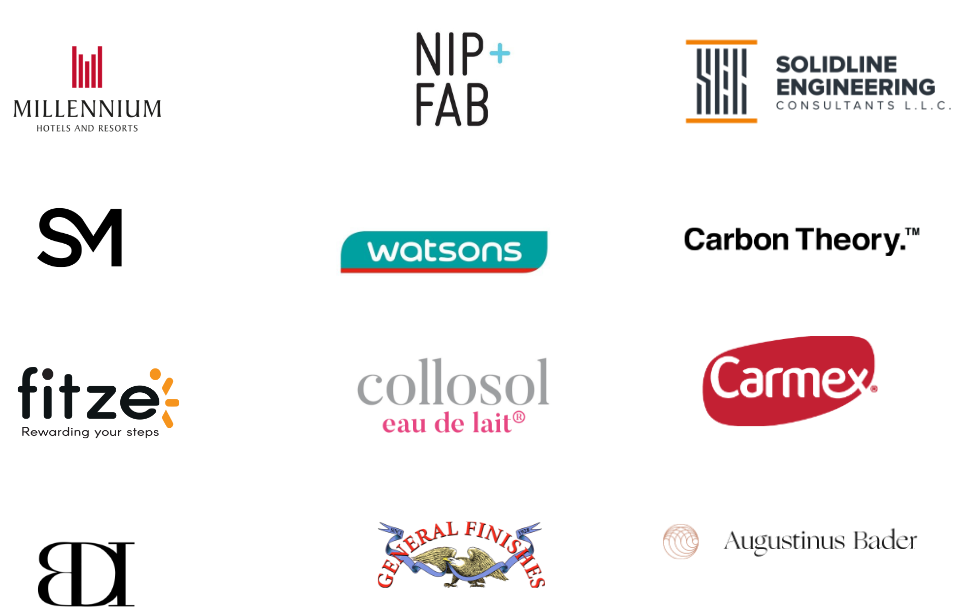 MILLENNIUM
HOTELS AND RESORTS
NIP+
FAB
SEC
SOLIDLINE
ENGINEERING
CONSULTANTS L.L.C.
SM
watsons
Carbon Theory.™
fitze
Rewarding your steps
collosol
eau de lait®
Carmex®
BDI
GENERAL FINISHES
Augustinus Bader